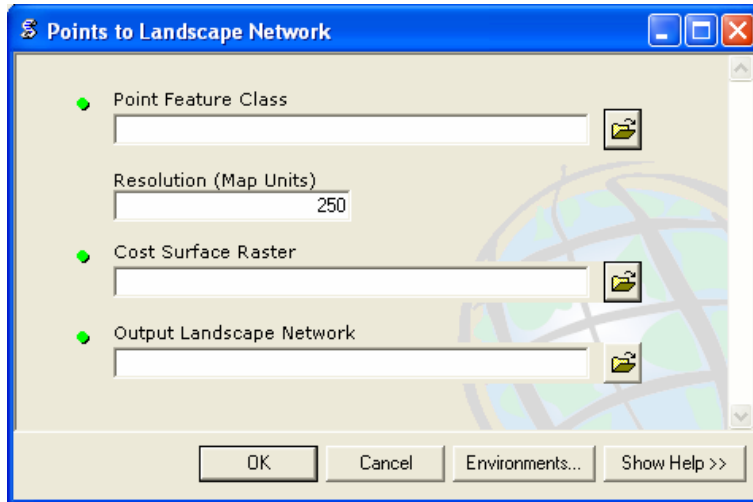 Points to Landscape Network
Point Feature Class
Resolution (Map Units)
250
Cost Surface Raster
Output Landscape Network
OK
Cancel
Environments...
Show Help >>